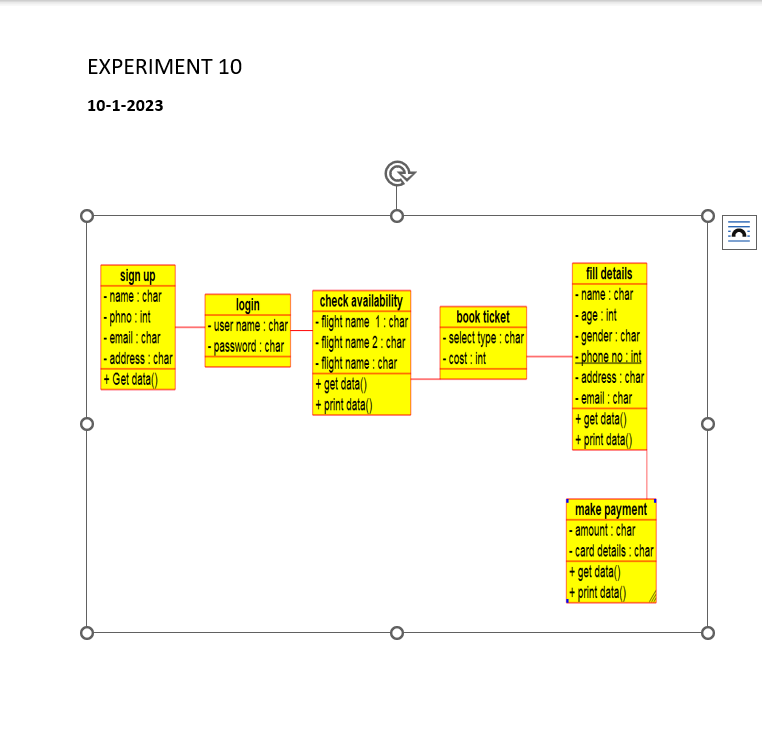 EXPERIMENT 10
10-1-2023
sign up
- name : char
- phno : int
- email : char
- address : char
+ Get data()
login
- user name : char
- password : char
check availability
- flight name  1 : char
- flight name 2 : char
- flight name : char
+ get data()
+ print data()
book ticket
- select type : char
- cost : int
fill details
- name : char
- age : int
- gender : char
- phone no : int
- address : char
- email : char
+ get data()
+ print data()
make payment
- amount : char
- card details : char
+ get data()
+ print data()